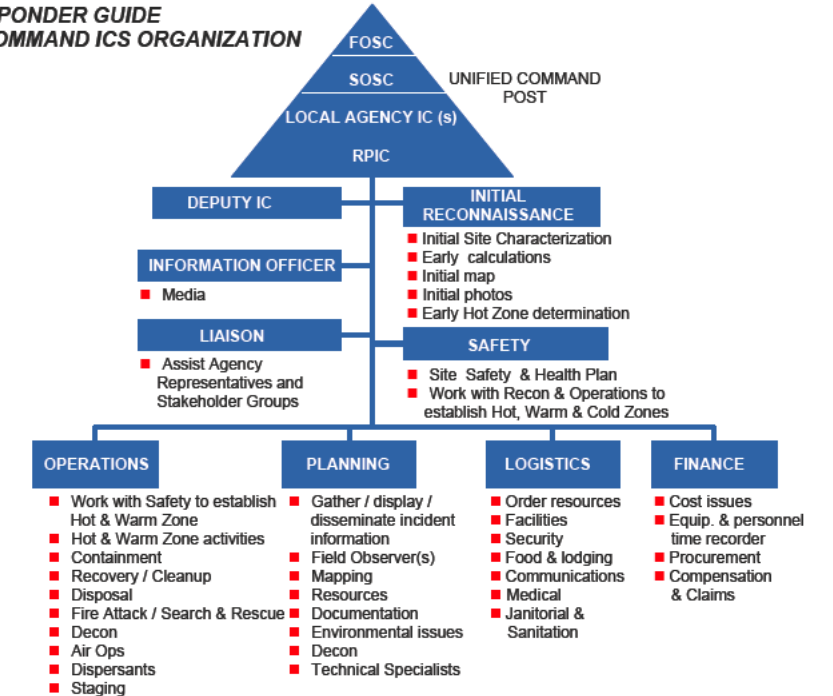 PONDER GUIDE
OMMAND ICS ORGANIZATION
FOSC
SOSC
LOCAL AGENCY IC (s)
RPIC
UNIFIED COMMAND
POST
DEPUTY IC
INITIAL
RECONNAISSANCE
Initial Site Characterization
Early calculations
Initial map
Initial photos
Early Hot Zone determination
INFORMATION OFFICER
Media
LIAISON
Assist Agency
Representatives and
Stakeholder Groups
SAFETY
Site Safety & Health Plan
Work with Recon & Operations to
establish Hot, Warm & Cold Zones
OPERATIONS
Work with Safety to establish
Hot & Warm Zone
Hot & Warm Zone activities
Containment
Recovery / Cleanup
Disposal
Fire Attack / Search & Rescue
Decon
Air Ops
Dispersants
Staging
PLANNING
Gather / display /
disseminate incident
information
Field Observer(s)
Mapping
Resources
Documentation
Environmental issues
Decon
Technical Specialists
LOGISTICS
Order resources
Facilities
Security
Food & lodging
Communications
Medical
Janitorial &
Sanitation
FINANCE
Cost issues
Equip. & personnel
time recorder
Procurement
Compensation
& Claims